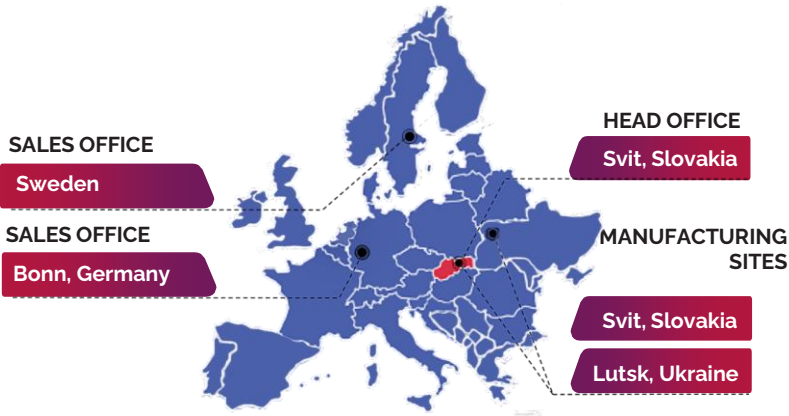 SALES OFFICE
Sweden
SALES OFFICE
Bonn, Germany
HEAD OFFICE
Svit, Slovakia
MANUFACTURING
SITES
Svit, Slovakia
Lutsk, Ukraine